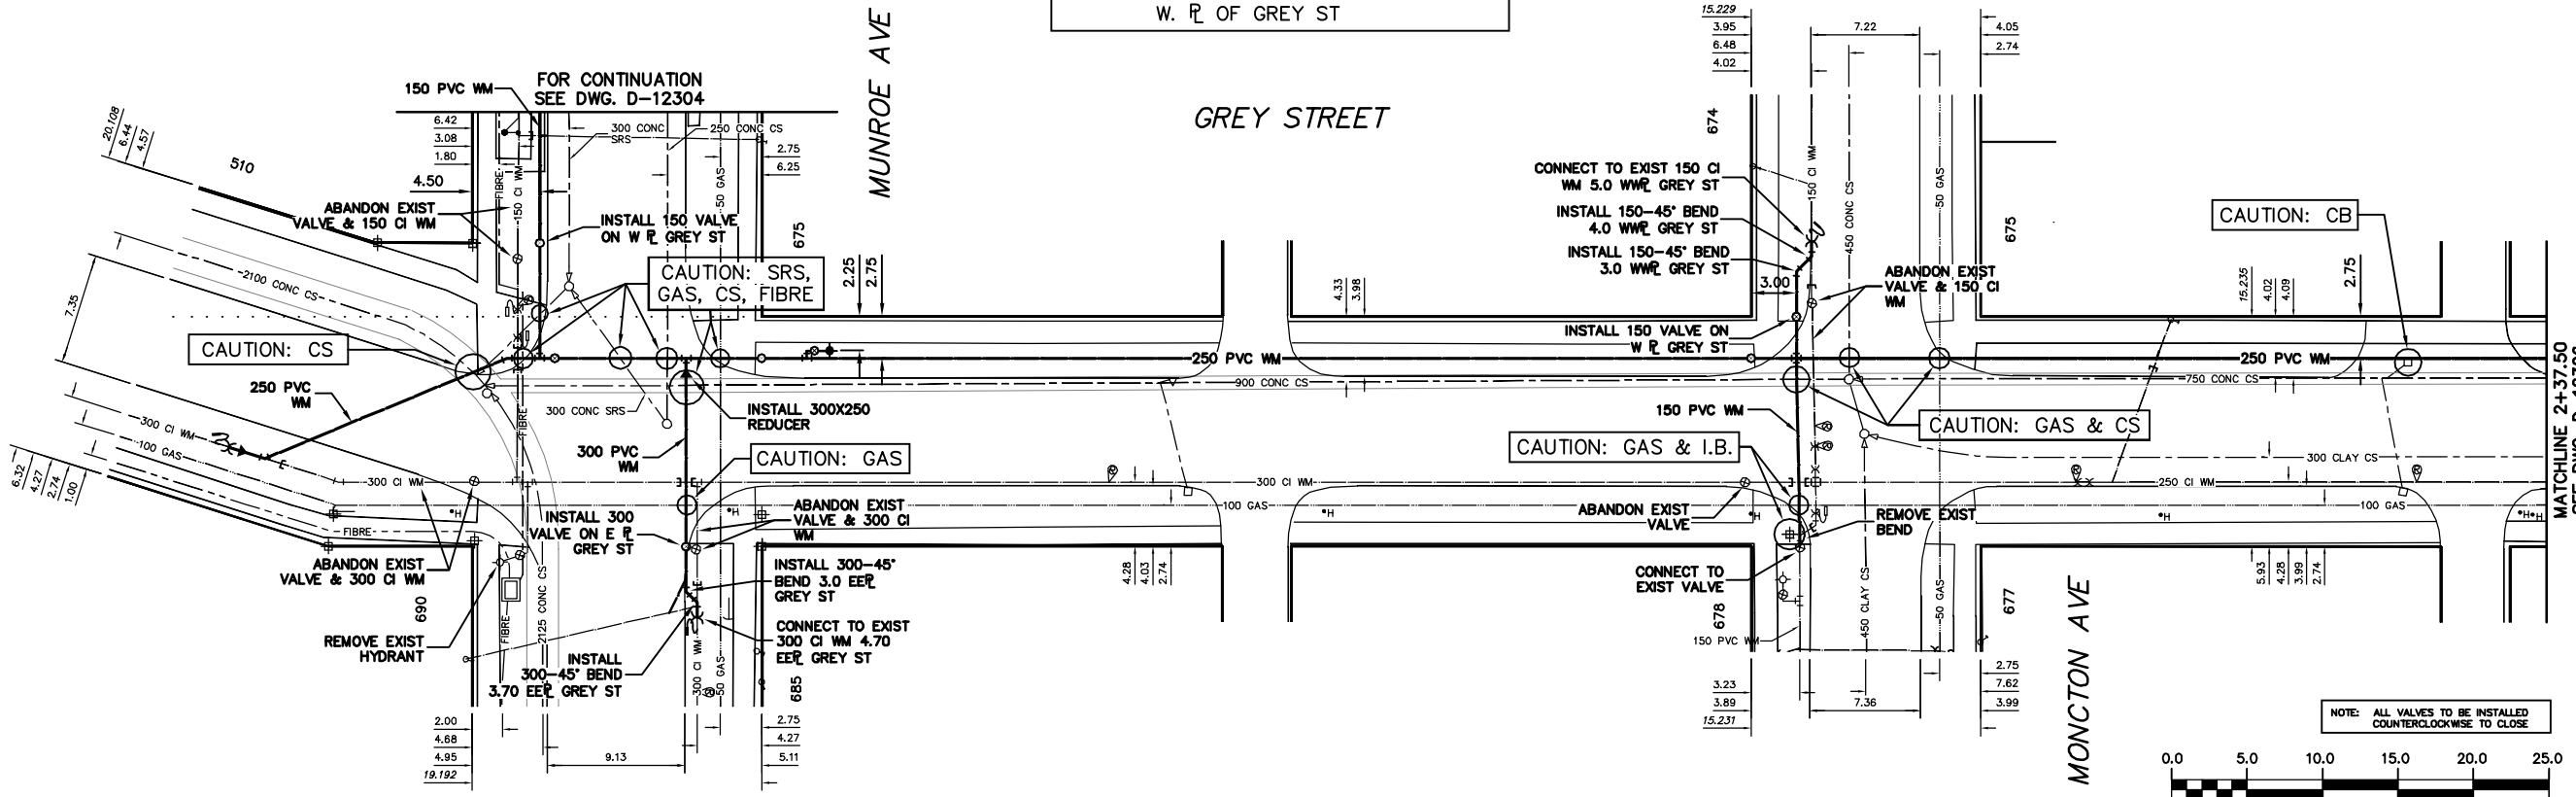 W. ⅊ OF GREY ST
MUNROE AVE
GREY STREET
FOR CONTINUATION
SEE DWG. D-12304
150 PVC WM
6.42
3.08
1.80
4.50
20.108
6.44
4.57
510
ABANDON EXIST
VALVE & 150 CI WM
FIBRE
150 CI WM
300 CONC
SRS
250 CONC CS
50 GAS
2.75
6.25
675
INSTALL 150 VALVE
ON W ⅊ GREY ST
CAUTION: SRS,
GAS, CS, FIBRE
2.25
2.75
2100 CONC CS
7.35
CAUTION: CS
250 PVC
WM
300 CI WM
100 GAS
6.32
4.27
2.74
1.00
300 CI WM
FIBRE
FIBRE
300 CONC SRS
INSTALL 300X250
REDUCER
300 PVC
WM
CAUTION: GAS
INSTALL 300
VALVE ON E ⅊
GREY ST
ABANDON EXIST
VALVE & 300 CI
WM
H
ABANDON EXIST
VALVE & 300 CI WM
690
REMOVE EXIST
HYDRANT
FIBRE
2125 CONC CS
INSTALL 300-45°
BEND 3.0 EE⅊
GREY ST
CONNECT TO EXIST
300 CI WM 4.70
EE⅊ GREY ST
INSTALL
300-45° BEND
3.70 EE⅊ GREY ST
300 CI WM
50 GAS
685
2.00
4.68
4.95
19.192
9.13
2.75
4.27
5.11
250 PVC WM
900 CONC CS
300 CI WM
100 GAS
H
H
4.33
3.98
4.28
4.03
2.74
15.229
3.95
6.48
4.02
7.22
4.05
2.74
674
CONNECT TO EXIST 150 CI
WM 5.0 WW⅊ GREY ST
INSTALL 150-45° BEND
4.0 WW⅊ GREY ST
INSTALL 150-45° BEND
3.0 WW⅊ GREY ST
3.00
150 CI WM
450 CONC CS
50 GAS
675
ABANDON EXIST
VALVE & 150 CI
WM
INSTALL 150 VALVE ON
W ⅊ GREY ST
150 PVC WM
CAUTION: GAS & I.B.
CAUTION: GAS & CS
CAUTION: CB
15.235
4.02
4.09
2.75
250 PVC WM
750 CONC CS
300 CLAY CS
250 CI WM
100 GAS
H
H
H
H
H
ABANDON EXIST
VALVE
REMOVE EXIST
BEND
CONNECT TO
EXIST VALVE
678
150 PVC WM
450 CLAY CS
50 GAS
677
5.93
4.28
3.99
2.74
3.23
3.89
15.231
7.36
2.75
7.62
3.99
MONCTON AVE
MATCHLINE 2+37.50
NOTE: ALL VALVES TO BE INSTALLED
COUNTERCLOCKWISE TO CLOSE
0.0 5.0 10.0 15.0 20.0 25.0